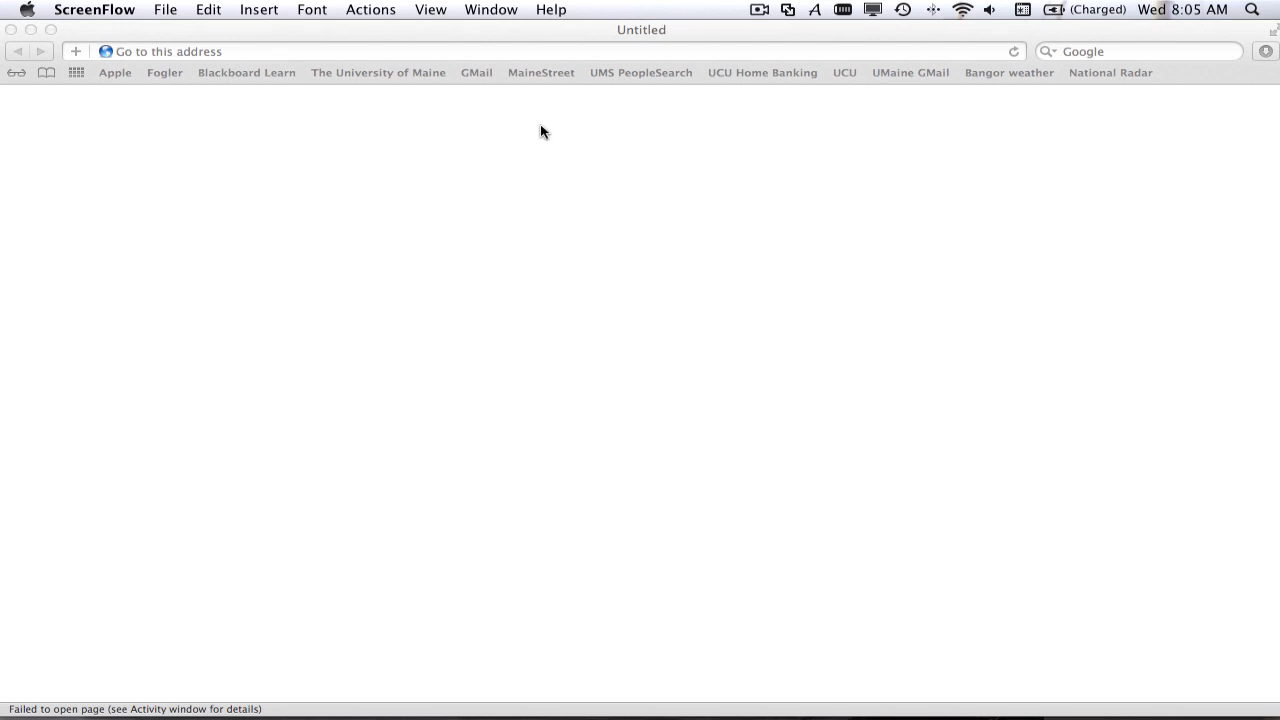 ScreenFlow File Edit Insert Font Actions View Window Help (Charged) Wed 8:05 AM
Untitled
Go to this address Google
Apple Fogler Blackboard Learn The University of Maine GMail MaineStreet UMS PeopleSearch UCU Home Banking UCU UMaine GMail Bangor weather National Radar
Failed to open page (see Activity window for details)